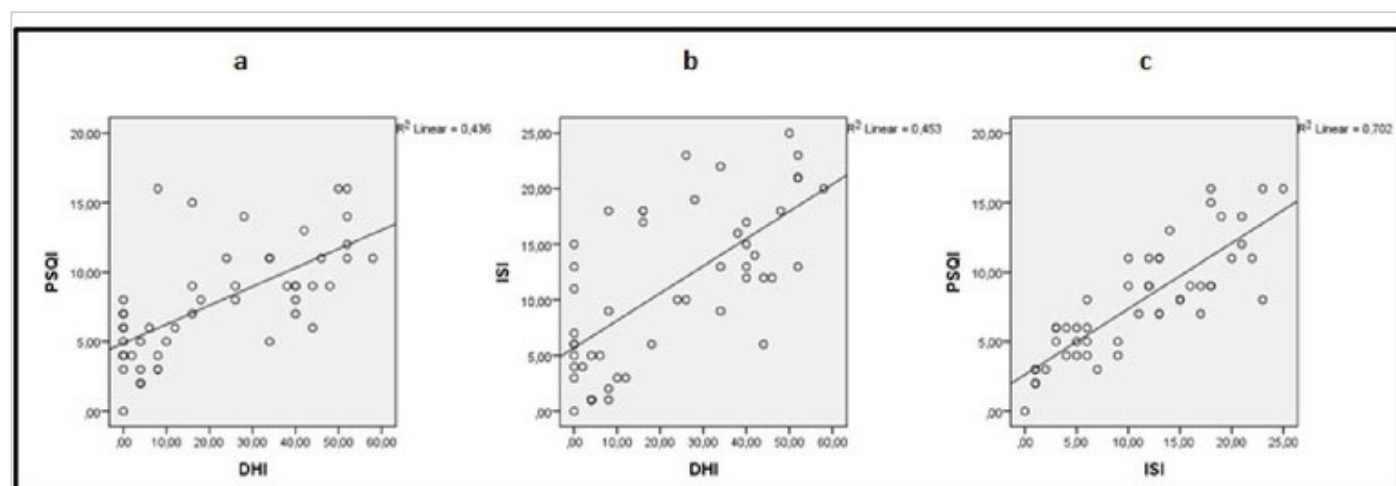 a
R² Linear = 0,436
PSQI
20,00
15,00
10,00
5,00
,00
,00 10,00 20,00 30,00 40,00 50,00 60,00
DHI
b
R² Linear = 0,453
ISI
25,00
20,00
15,00
10,00
5,00
,00
,00 10,00 20,00 30,00 40,00 50,00 60,00
DHI
c
R² Linear = 0,702
PSQI
20,00
15,00
10,00
5,00
,00
,00 5,00 10,00 15,00 20,00 25,00
ISI